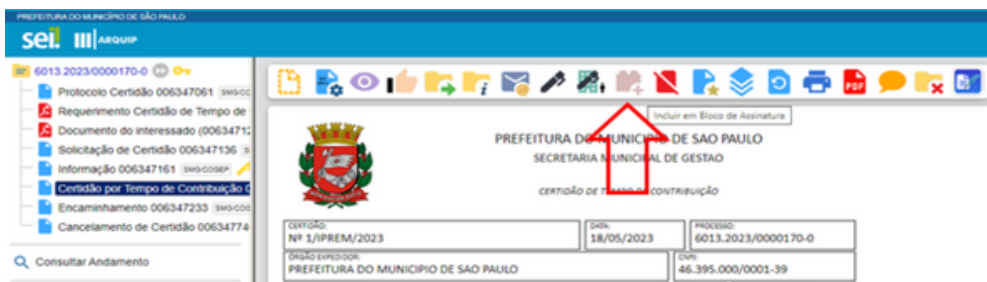 PREFEITURA DO MUNICÍPIO DE SÃO PAULO
sei! ARQUIP
6013.2023/0000170-0
Protocolo Certidão 006347061
Requerimento Certidão de Tempo de
Documento do interessado (00634712
Solicitação de Certidão 006347136
Informação 006347161 SMG/COGEP
Certidão por Tempo de Contribuição
Encaminhamento 006347233
Cancelamento de Certidão 00634774
Consultar Andamento
PDF
Incluir em Bloco de Assinatura
PREFEITURA DO MUNICIPIO DE SAO PAULO
SECRETARIA MUNICIPAL DE GESTAO
CERTIDÃO DE TEMPO DE CONTRIBUIÇÃO
CERTIDÃO: DATA: PROCESSO:
Nº 1/IPREM/2023 18/05/2023 6013.2023/0000170-0
ÓRGÃO EXPEDIDOR: CNPJ:
PREFEITURA DO MUNICIPIO DE SAO PAULO 46.395.000/0001-39